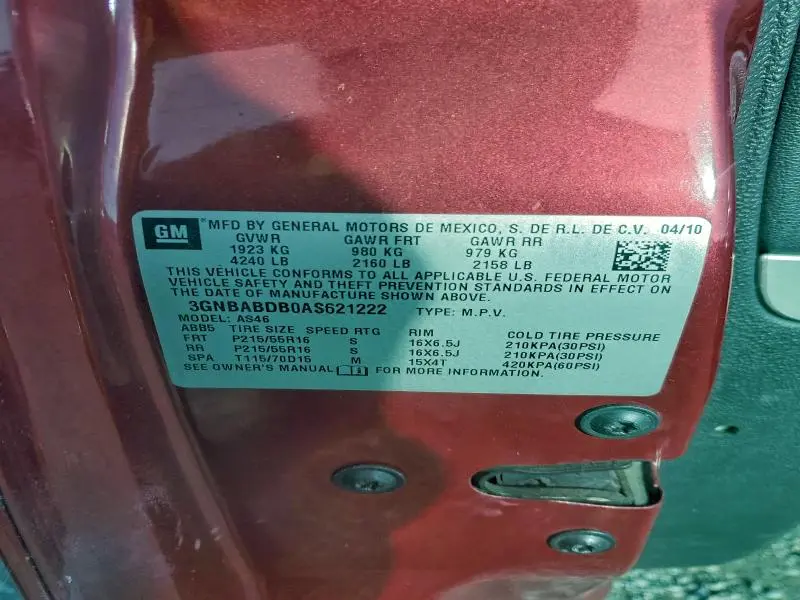 GM ® MFD BY GENERAL MOTORS DE MEXICO, S. DE R.L. DE C.V. 04/10
GVWR GAWR FRT GAWR RR
1923 KG 980 KG 979 KG
4240 LB 2160 LB 2158 LB
THIS VEHICLE CONFORMS TO ALL APPLICABLE U.S. FEDERAL MOTOR
VEHICLE SAFETY AND THEFT PREVENTION STANDARDS IN EFFECT ON
THE DATE OF MANUFACTURE SHOWN ABOVE.
3GNBABDB0AS621222 TYPE: M.P.V.
MODEL: AS46
ABB5 TIRE SIZE SPEED RTG RIM COLD TIRE PRESSURE
FRT P215/55R16 S 16X6.5J 210KPA(30PSI)
RR P215/55R16 S 16X6.5J 210KPA(30PSI)
SPA T115/70D15 M 15X4T 420KPA(60PSI)
SEE OWNER'S MANUAL FOR MORE INFORMATION.